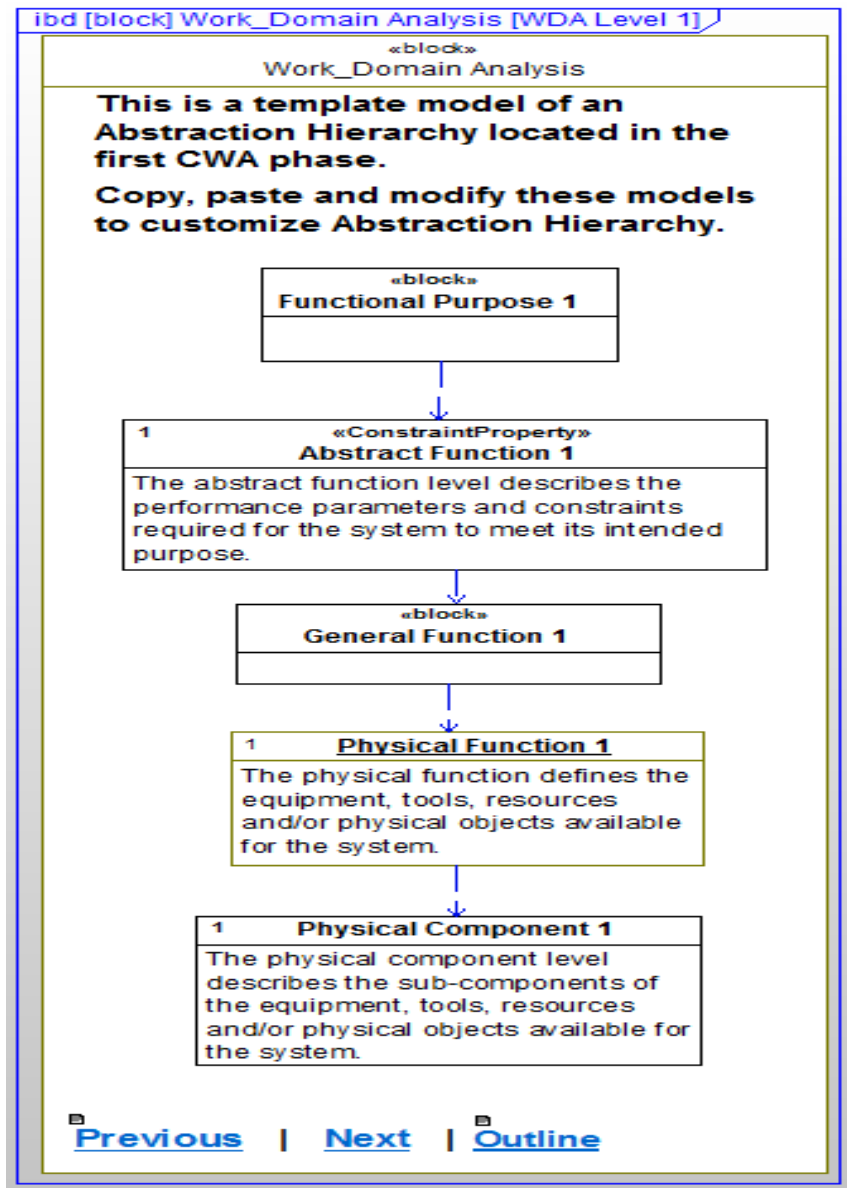 ibd [block] Work_Domain Analysis [WDA Level 1]
«block»
Work_Domain Analysis
This is a template model of an
Abstraction Hierarchy located in the
first CWA phase.
Copy, paste and modify these models
to customize Abstraction Hierarchy.
«block»
Functional Purpose 1
1 «ConstraintProperty»
Abstract Function 1
The abstract function level describes the
performance parameters and constraints
required for the system to meet its intended
purpose.
«block»
General Function 1
1 Physical Function 1
The physical function defines the
equipment, tools, resources
and/or physical objects available
for the system.
1 Physical Component 1
The physical component level
describes the sub-components of
the equipment, tools, resources
and/or physical objects available for
the system.
Previous | Next | Outline